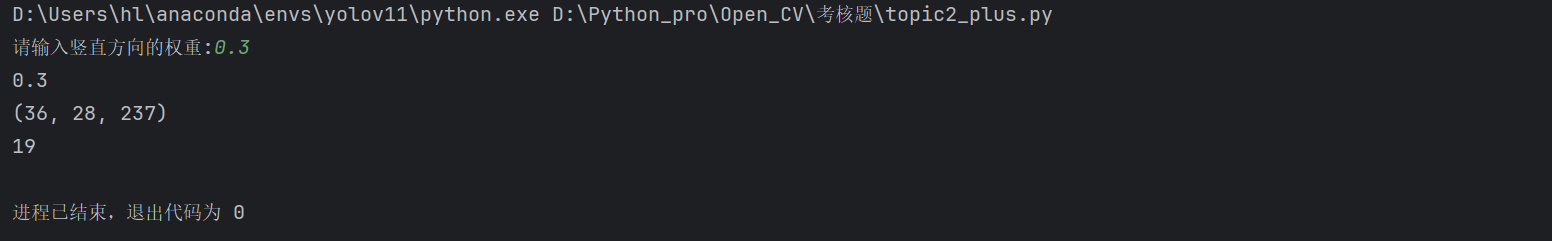 D:\Users\hl\anaconda\envs\yolov11\python.exe D:\Python_pro\Open_CV\考核题\topic2_plus.py
请输入竖直方向的权重:0.3
0.3
(36, 28, 237)
19
进程已结束，退出代码为 0